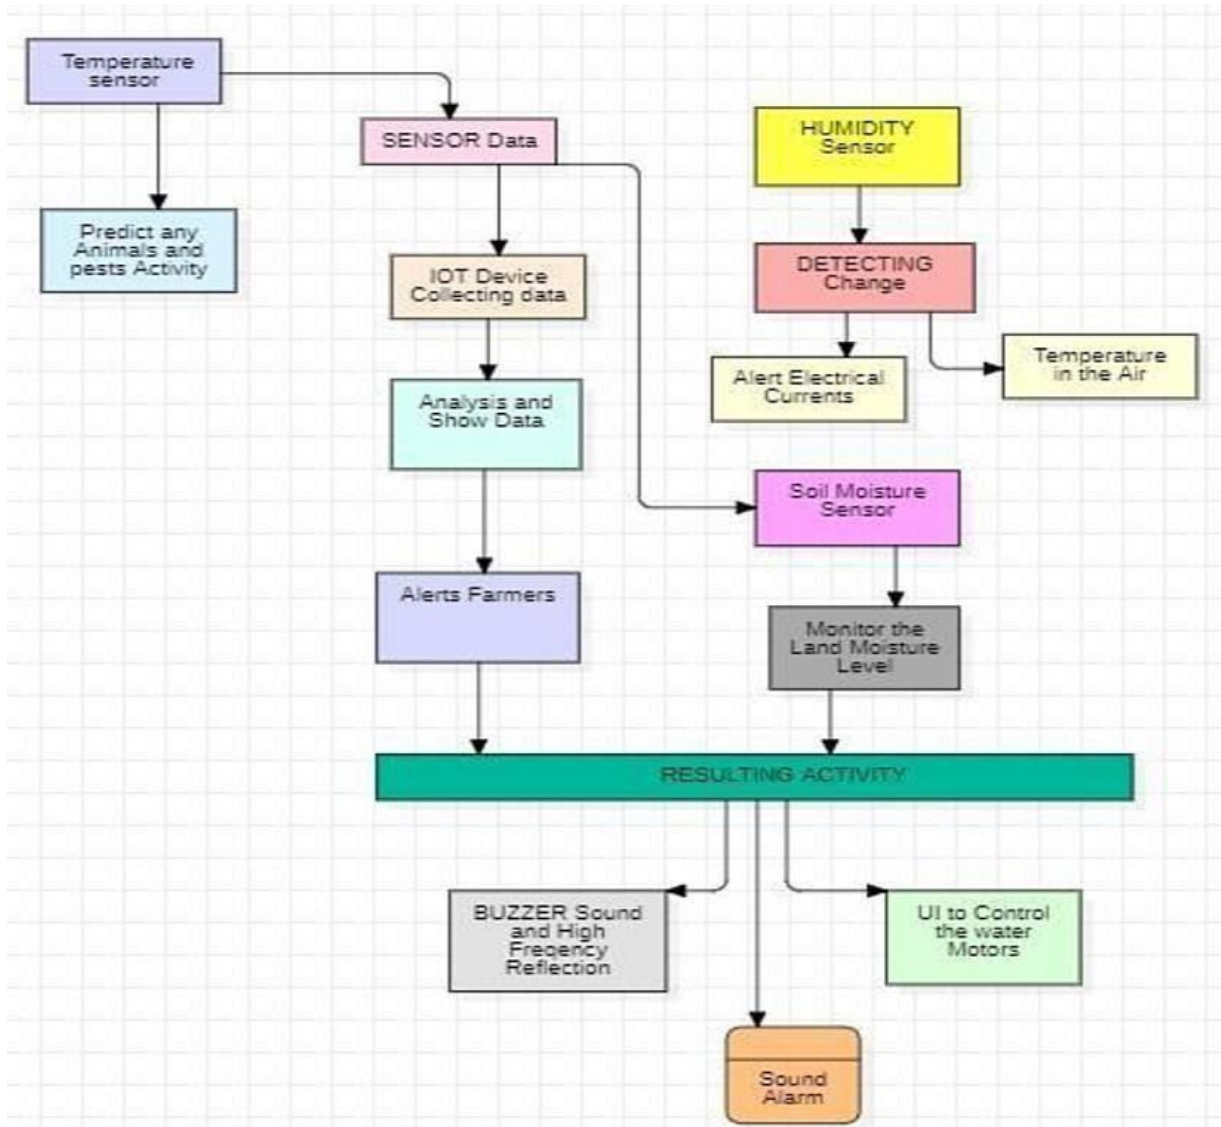 Temperature
sensor
SENSOR Data
HUMIDITY
Sensor
Predict any
Animals and
pests Activity
IOT Device
Collecting data
DETECTING
Change
Temperature
in the Air
Alert Electrical
Currents
Analysis and
Show Data
Soil Moisture
Sensor
Alerts Farmers
Monitor the
Land Moisture
Level
RESULTING ACTIVITY
BUZZER Sound
and High
Freqency
Reflection
UI to Control
the water
Motors
Sound
Alarm